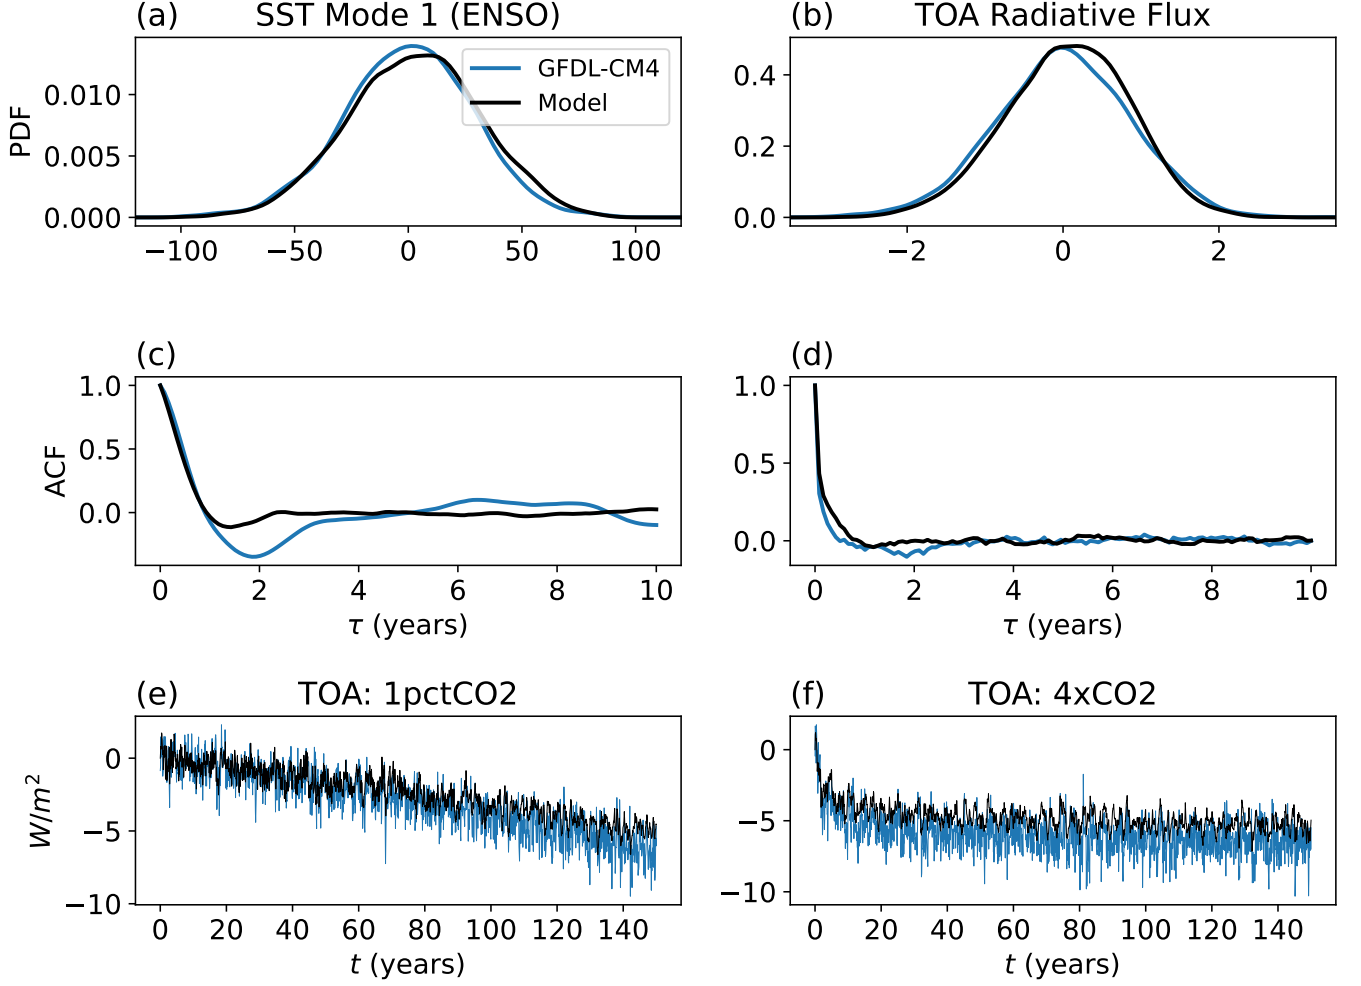 (a) SST Mode 1 (ENSO)
(b) TOA Radiative Flux
GFDL-CM4
Model
PDF
0.010
0.005
0.000
−100 −50 0 50 100
0.4
0.2
0.0
−2 0 2
(c)
(d)
ACF
1.0
0.5
0.0
0 2 4 6 8 10
τ (years)
1.0
0.5
0.0
0 2 4 6 8 10
τ (years)
(e) TOA: 1pctCO2
(f) TOA: 4xCO2
W/m²
0
−5
−10
0 20 40 60 80 100 120 140
t (years)
0
−5
−10
0 20 40 60 80 100 120 140
t (years)